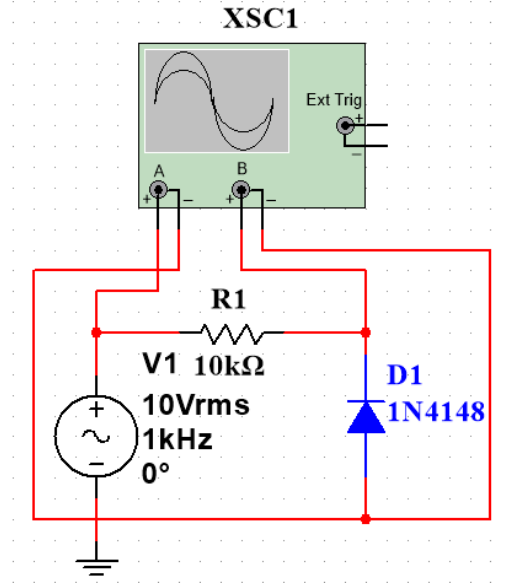 XSC1
Ext Trig
+
−
A
B
+
−
+
−
R1
10kΩ
V1
10Vrms
1kHz
0°
+
−
D1
1N4148